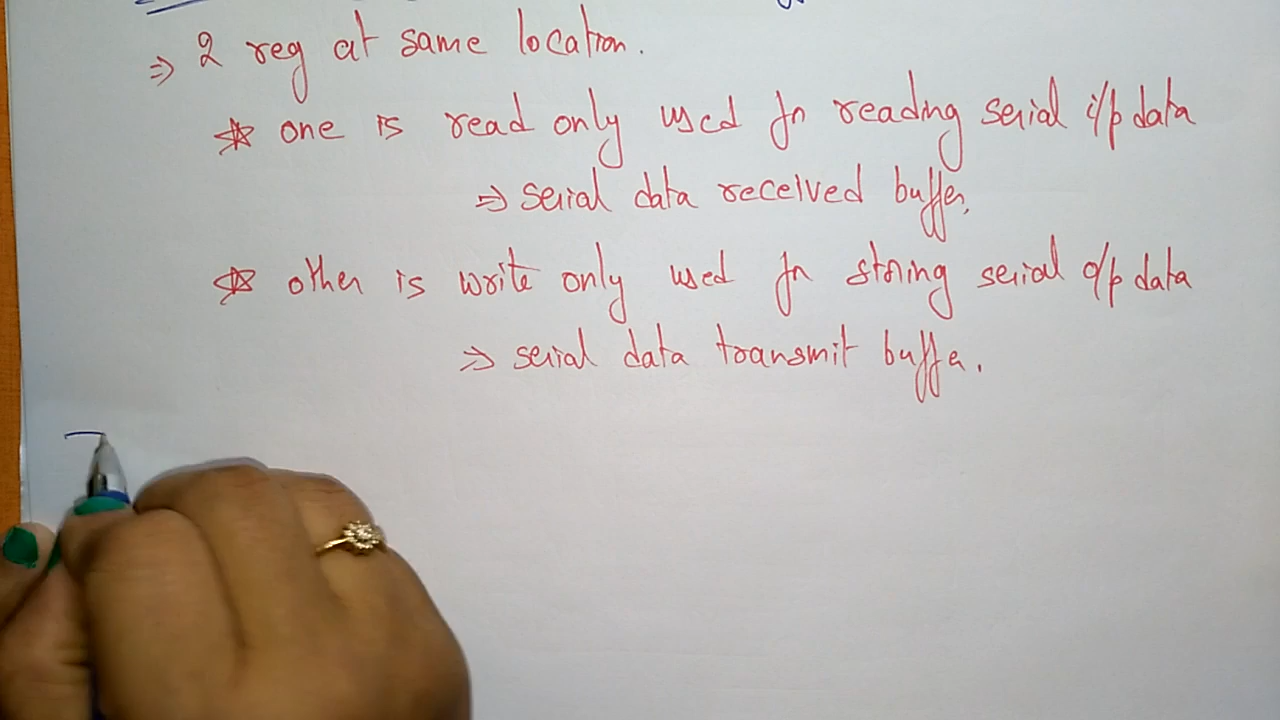 ⇒ 2 reg at same location.
☆ one is read only used for reading serial i/p data
⇒ serial data received buffer.
☆ other is write only used for storing serial o/p data
⇒ serial data transmit buffer.